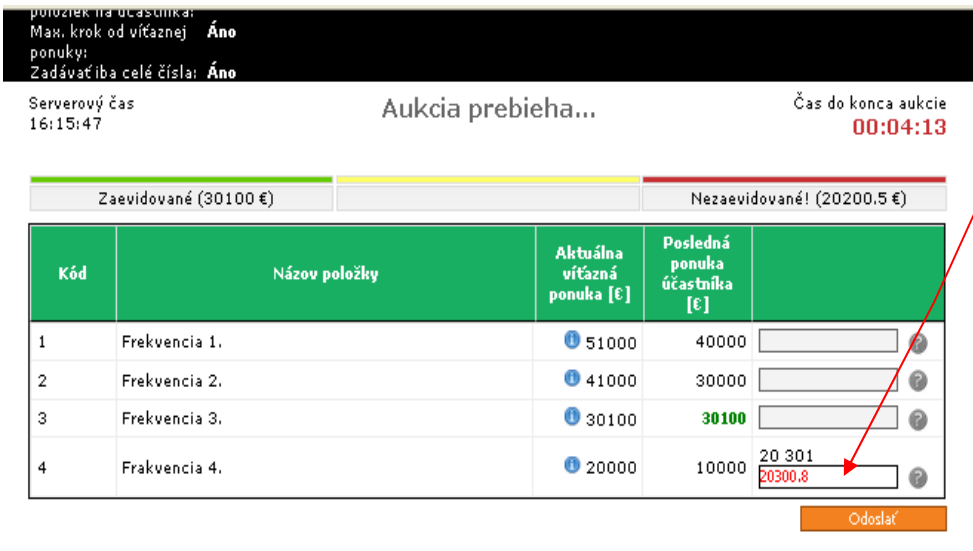 položiek na účastníka:
Max. krok od víťaznej Áno
ponuky:
Zadávať iba celé čísla: Áno
Serverový čas
16:15:47
Aukcia prebieha...
Čas do konca aukcie
00:04:13
Zaevidované (30100 €)
Nezaevidované! (20200.5 €)
Kód
Názov položky
Aktuálna
víťazná
ponuka [€]
Posledná
ponuka
účastníka
[€]
1 Frekvencia 1. 51000 40000
2 Frekvencia 2. 41000 30000
3 Frekvencia 3. 30100 30100
4 Frakvencia 4. 20000 10000
20 301
20300.8
Odoslať